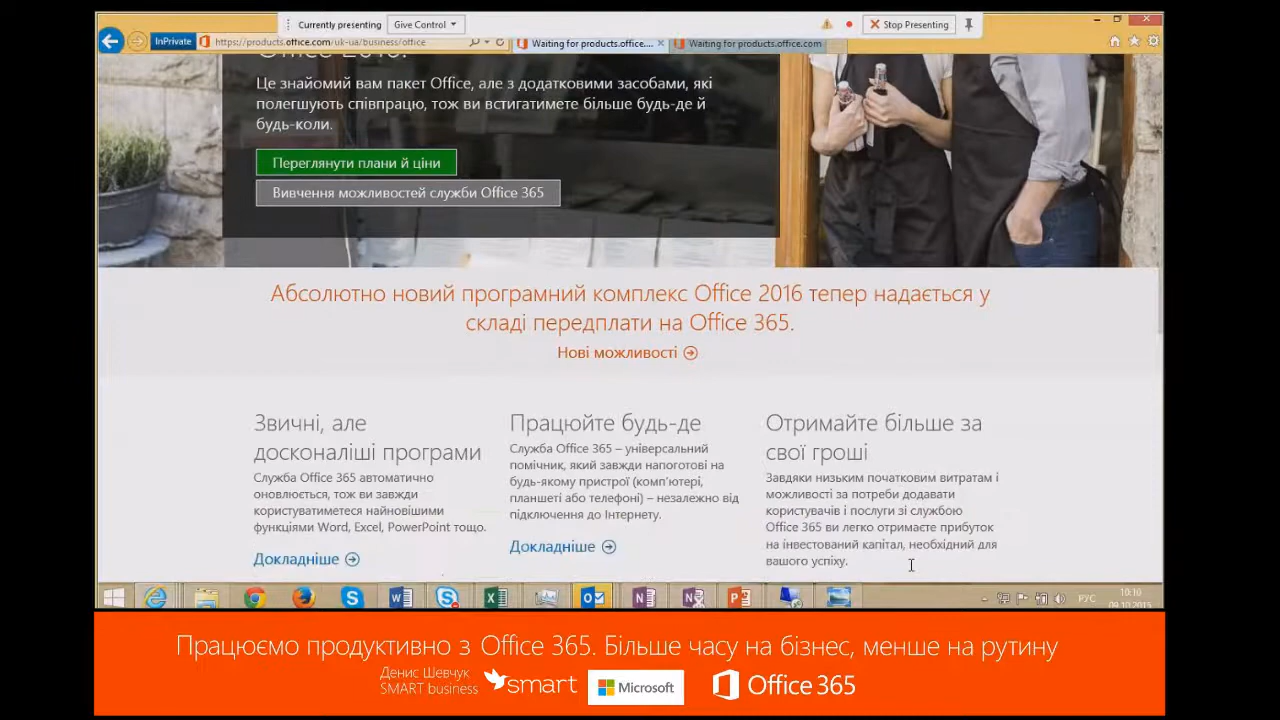 Currently presenting
Give Control
Stop Presenting
InPrivate
https://products.office.com/uk-ua/business/office
Waiting for products.office....
Waiting for products.office.com
Office 2016.
Це знайомий вам пакет Office, але з додатковими засобами, які
полегшують співпрацю, тож ви встигатимете більше будь-де й
будь-коли.
Переглянути плани й ціни
Вивчення можливостей служби Office 365
Абсолютно новий програмний комплекс Office 2016 тепер надається у
складі передплати на Office 365.
Нові можливості
Звичні, але
досконаліші програми
Служба Office 365 автоматично
оновлюється, тож ви завжди
користуватиметеся найновішими
функціями Word, Excel, PowerPoint тощо.
Докладніше
Працюйте будь-де
Служба Office 365 – універсальний
помічник, який завжди напоготові на
будь-якому пристрої (комп’ютері,
планшеті або телефоні) – незалежно від
підключення до Інтернету.
Докладніше
Отримайте більше за
свої гроші
Завдяки низьким початковим витратам і
можливості за потреби додавати
користувачів і послуги зі службою
Office 365 ви легко отримаєте прибуток
на інвестований капітал, необхідний для
вашого успіху.
РУС
10:10
09.10.2015
Працюємо продуктивно з Office 365. Більше часу на бізнес, менше на рутину
Денис Шевчук
SMART business
smart
Microsoft
Office 365